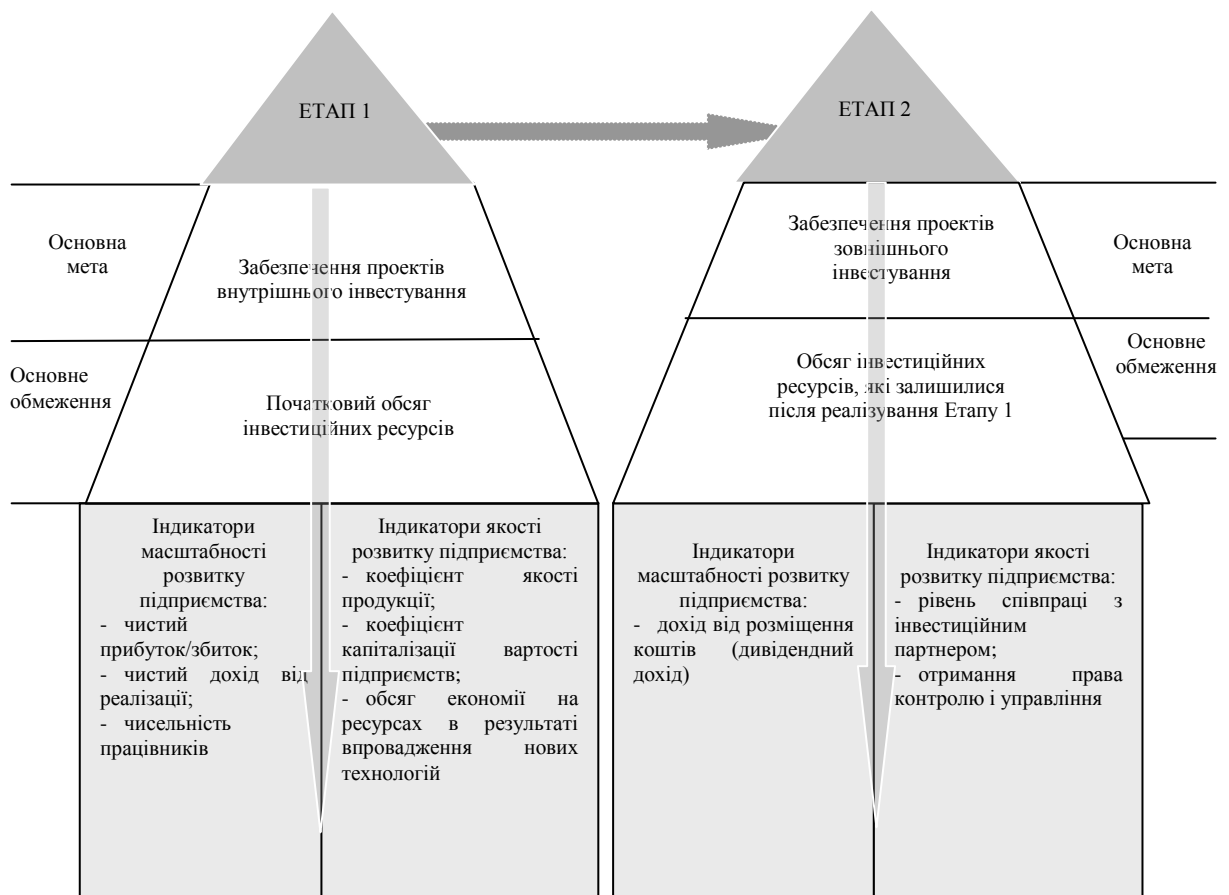 ЕТАП 1
ЕТАП 2
Основна
мета
Забезпечення проектів
внутрішнього інвестування
Забезпечення проектів
зовнішнього
інвестування
Основна
мета
Основне
обмеження
Початковий обсяг
інвестиційних ресурсів
Обсяг інвестиційних
ресурсів, які залишилися
після реалізування Етапу 1
Основне
обмеження
Індикатори
масштабності
розвитку
підприємства:
- чистий
прибуток/збиток;
- чистий дохід від
реалізації;
- чисельність
працівників
Індикатори якості
розвитку підприємства:
- коефіцієнт якості
продукції;
- коефіцієнт
капіталізації вартості
підприємств;
- обсяг економії на
ресурсах в результаті
впровадження нових
технологій
Індикатори
масштабності розвитку
підприємства:
- дохід від розміщення
коштів (дивідендний
дохід)
Індикатори якості
розвитку підприємства:
- рівень співпраці з
інвестиційним
партнером;
- отримання права
контролю і управління